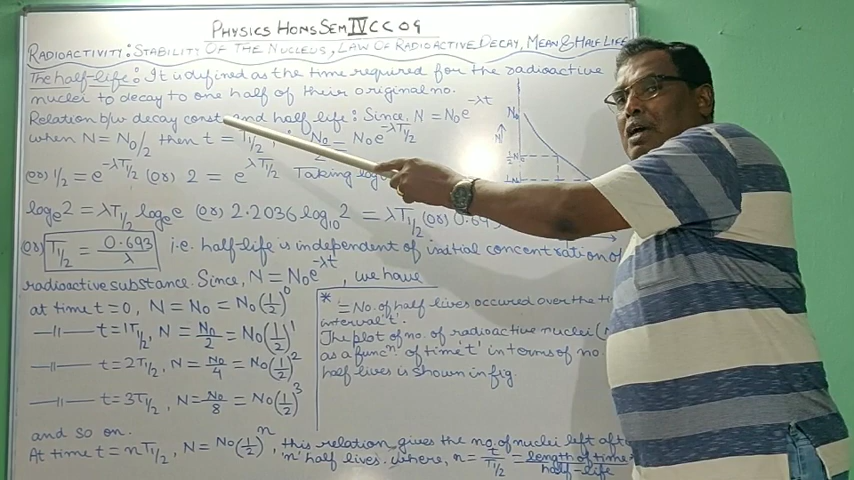 PHYSICS HONS SEM IV CC 09
RADIOACTIVITY: STABILITY OF THE NUCLEUS, LAW OF RADIOACTIVE DECAY, MEAN & HALF LIFE
The half-life: It is defined as the time required for the radioactive
nuclei to decay to one half of their original no.
Relation b/w decay const. and half life: Since, N = N₀e^-λt
when N = N₀/2 then t = T1/2 N₀ = N₀e^-λT1/2
(or) 1/2 = e^-λT1/2 (or) 2 = e^λT1/2 Taking
logₑ2 = λT1/2 logₑe (or) 2.2036 log₁₀2 = λT1/2 (or) 0.693
(or) T1/2 = 0.693/λ i.e. half-life is independent of initial concentration of
radioactive substance. Since, N = N₀e^-λt, we have
at time t=0, N = N₀ = N₀(1/2)^0
—||— t = 1T1/2, N = N₀/2 = N₀(1/2)^1
—||— t = 2T1/2, N = N₀/4 = N₀(1/2)^2
—||— t = 3T1/2, N = N₀/8 = N₀(1/2)^3
and so on.
At time t = nT1/2, N = N₀(1/2)^n, this relation gives the no. of nuclei left
'n' half lives. where, n = t/T1/2 = length of time/half-life
* = No. of half lives occured over the
interval 't'.
The plot of no. of radioactive nuclei
as a funcⁿ of time 't' in terms of no.
half lives is shown in fig.
N₀
N
1/2N